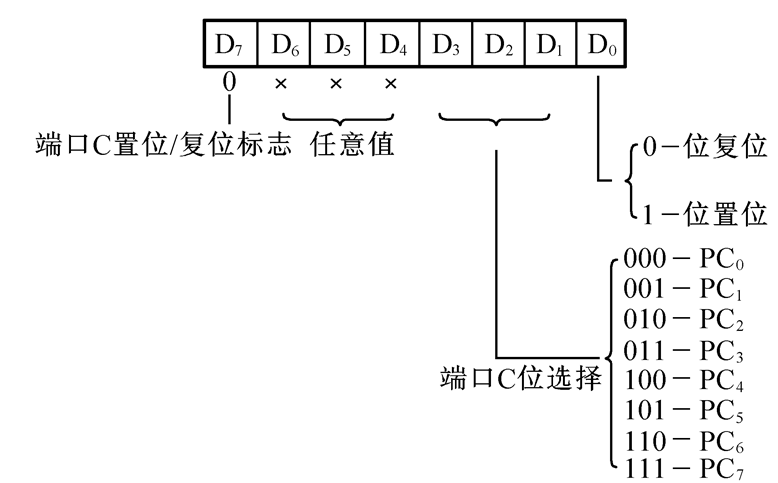 D₇ D₆ D₅ D₄ D₃ D₂ D₁ D₀
0 × × ×
端口C置位/复位标志 任意值
0-位复位
1-位置位
000-PC₀
001-PC₁
010-PC₂
011-PC₃
端口C位选择
100-PC₄
101-PC₅
110-PC₆
111-PC₇